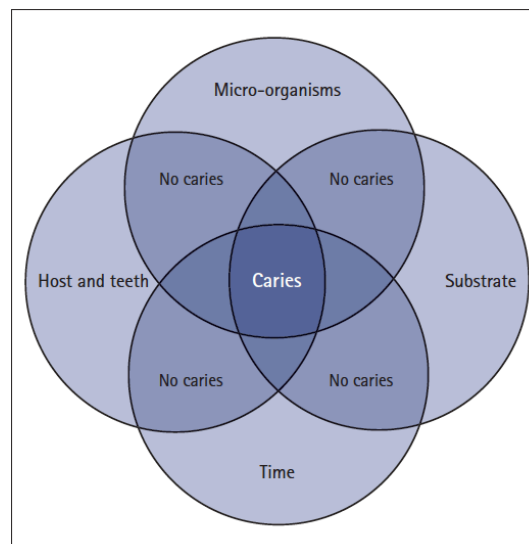 Micro-organisms
No caries
No caries
Host and teeth
Caries
Substrate
No caries
No caries
Time